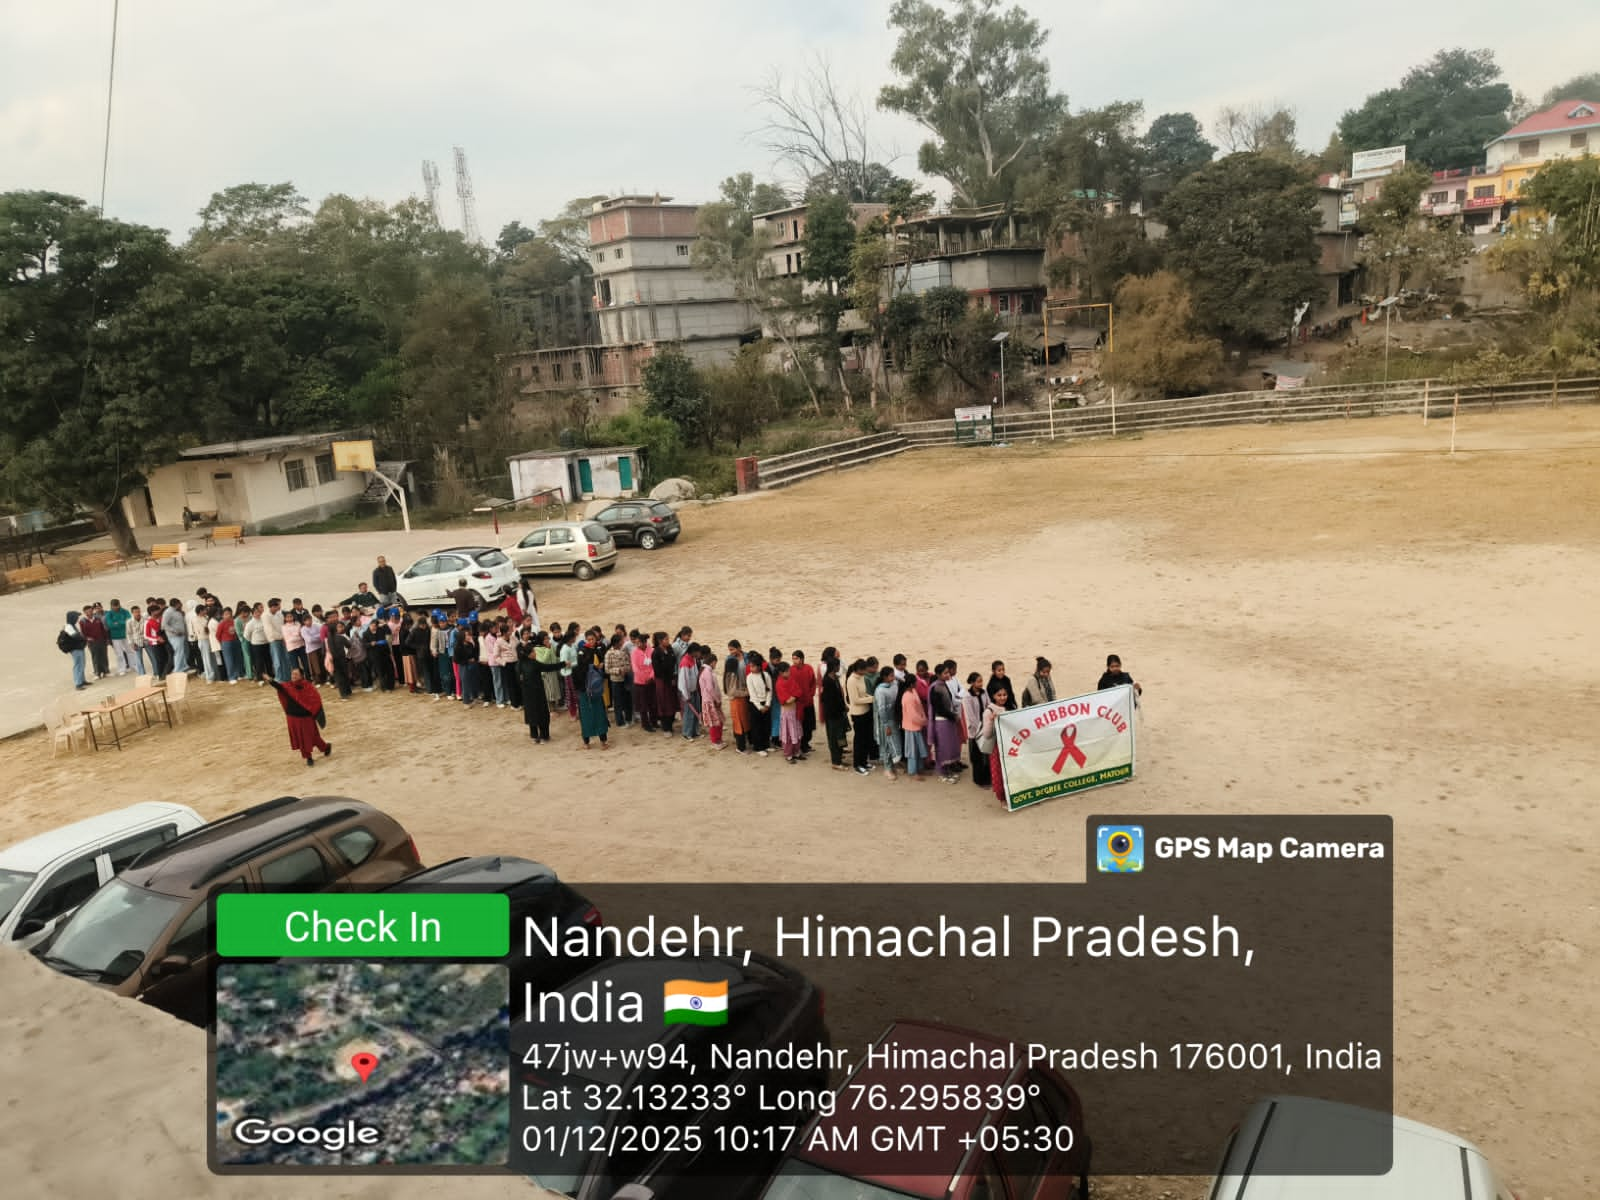 RED RIBBON CLUB
GOVT. DEGREE COLLEGE, MATOUR
GPS Map Camera
Check In
Nandehr, Himachal Pradesh,
India
47jw+w94, Nandehr, Himachal Pradesh 176001, India
Lat 32.13233° Long 76.295839°
01/12/2025 10:17 AM GMT +05:30
Google